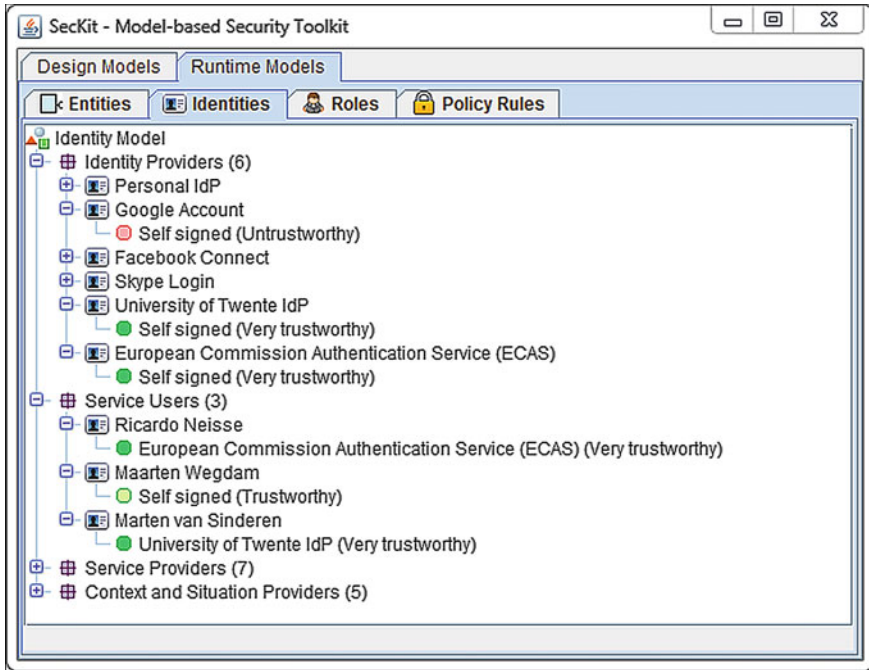 SecKit - Model-based Security Toolkit
Design Models Runtime Models
Entities Identities Roles Policy Rules
Identity Model
Identity Providers (6)
Personal IdP
Google Account
Self signed (Untrustworthy)
Facebook Connect
Skype Login
University of Twente IdP
Self signed (Very trustworthy)
European Commission Authentication Service (ECAS)
Self signed (Very trustworthy)
Service Users (3)
Ricardo Neisse
European Commission Authentication Service (ECAS) (Very trustworthy)
Maarten Wegdam
Self signed (Trustworthy)
Marten van Sinderen
University of Twente IdP (Very trustworthy)
Service Providers (7)
Context and Situation Providers (5)